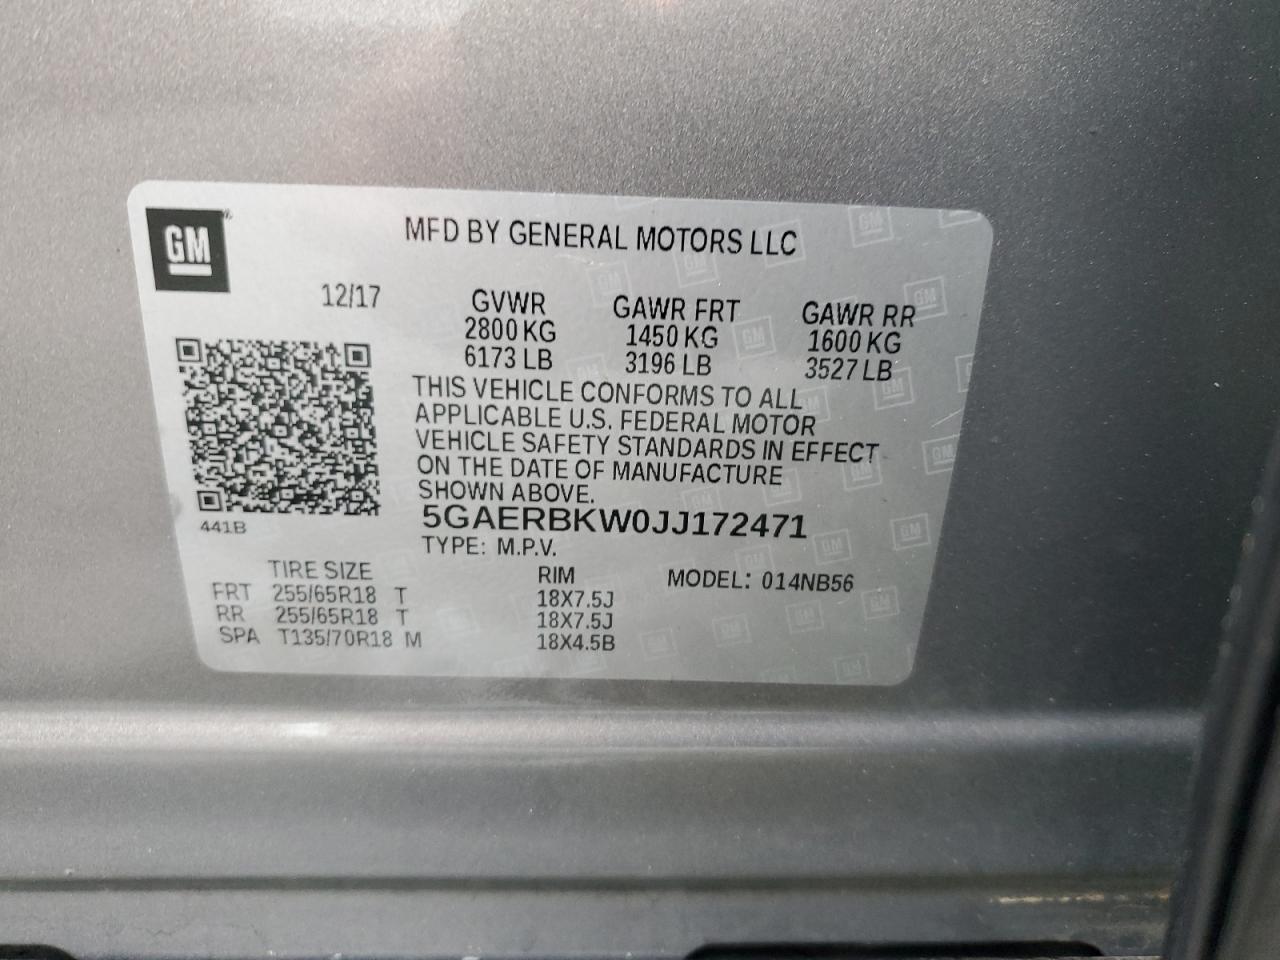 GM
MFD BY GENERAL MOTORS LLC
12/17
GVWR GAWR FRT GAWR RR
2800 KG 1450 KG 1600 KG
6173 LB 3196 LB 3527 LB
THIS VEHICLE CONFORMS TO ALL
APPLICABLE U.S. FEDERAL MOTOR
VEHICLE SAFETY STANDARDS IN EFFECT
ON THE DATE OF MANUFACTURE
SHOWN ABOVE.
5GAERBKW0JJ172471
441B
TYPE: M.P.V.
TIRE SIZE RIM MODEL: 014NB56
FRT 255/65R18 T 18X7.5J
RR 255/65R18 T 18X7.5J
SPA T135/70R18 M 18X4.5B